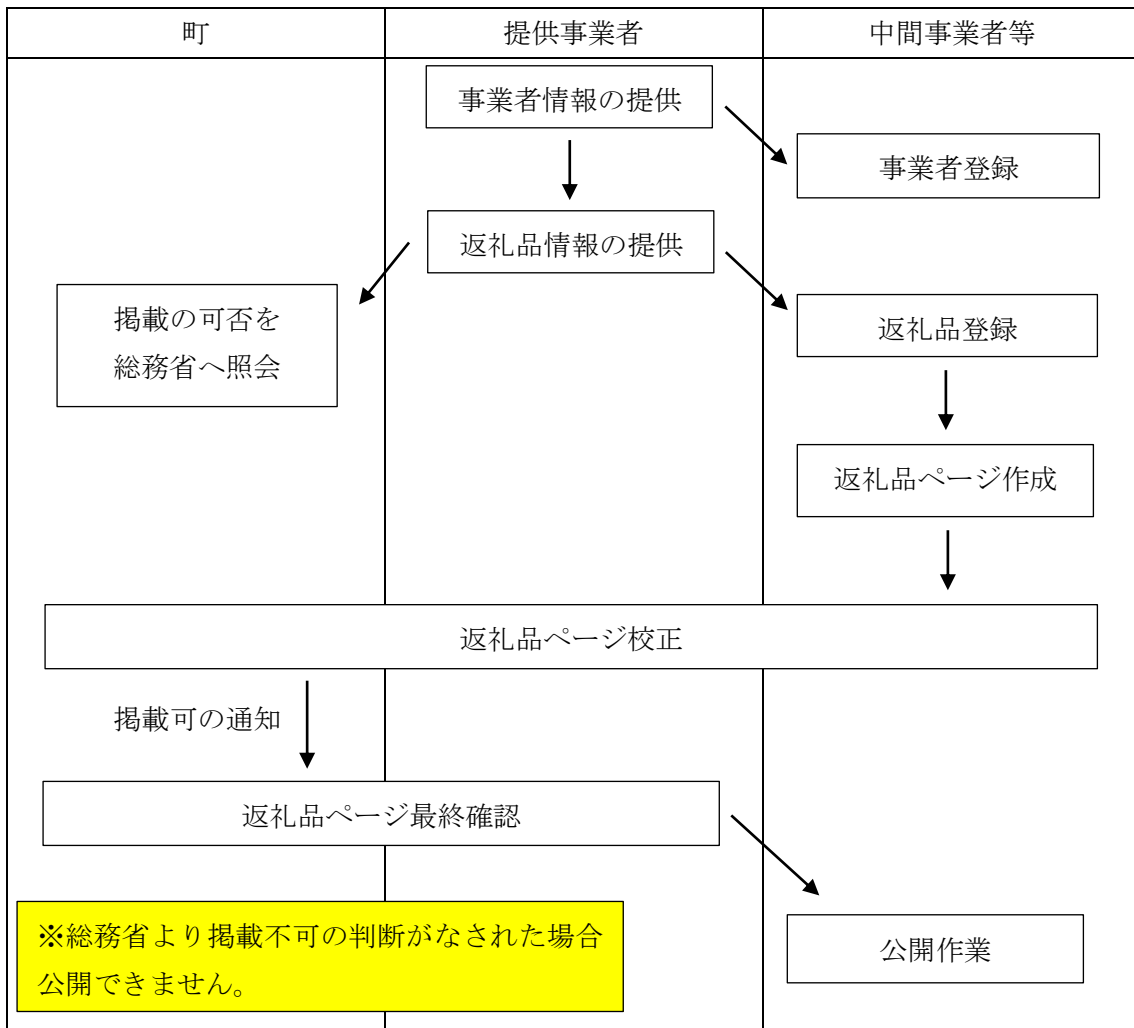 町
提供事業者
中間事業者等
事業者情報の提供
事業者登録
返礼品情報の提供
掲載の可否を
総務省へ照会
返礼品登録
返礼品ページ作成
返礼品ページ校正
掲載可の通知
返礼品ページ最終確認
※総務省より掲載不可の判断がなされた場合
公開できません。
公開作業